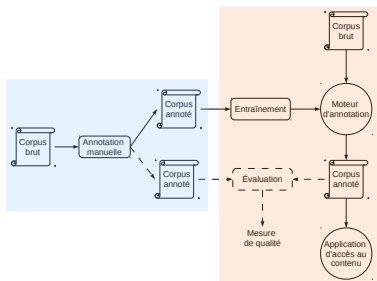 Corpus
brut
Corpus
annoté
Entraînement
Moteur
d'annotation
Corpus
brut
Annotation
manuelle
Corpus
annoté
Évaluation
Corpus
annoté
Mesure
de qualité
Application
d'accès au
contenu